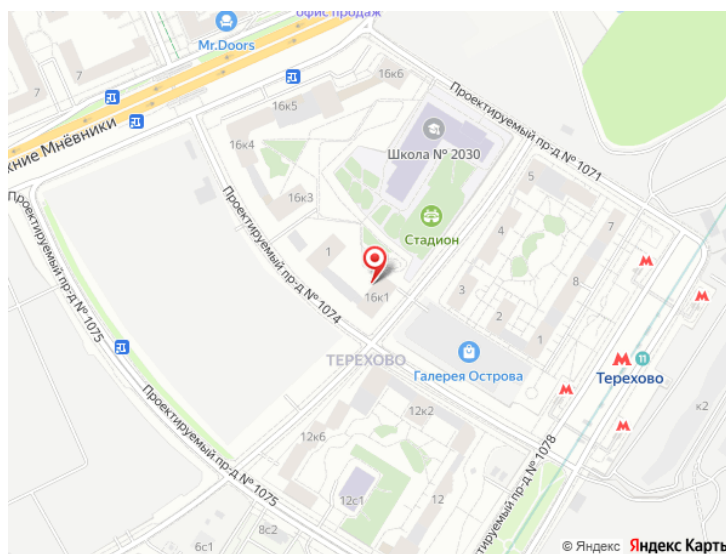 офис продаж
Mr.Doors
7
7
7
16к6
16к5
хние Мнёвники
16к4
Школа № 2030
Проектируемый пр-д № 1071
16к3
5
Стадион
4
7
Проектируемый пр-д № 1075
Проектируемый пр-д № 1074
1
16к1
3
8
2
1
ТЕРЕХОВО
Галерея Острова
11
Терехово
к2
12к2
12к6
Проектируемый пр-д № 1075
Проектируемый пр-д № 1078
12с1
12
8с2
6с1
© Яндекс Яндекс Карты